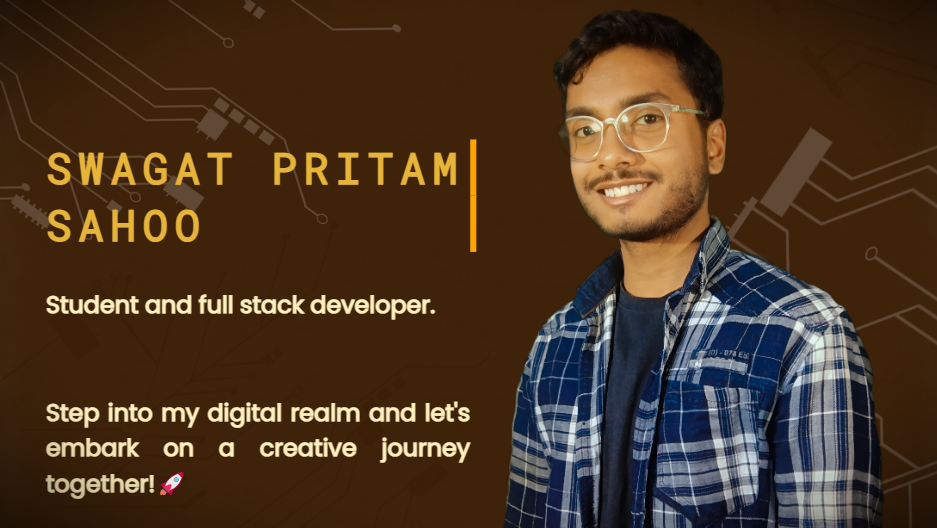 SWAGAT PRITAM
SAHOO
Student and full stack developer.
Step into my digital realm and let's
embark on a creative journey
together! 🚀